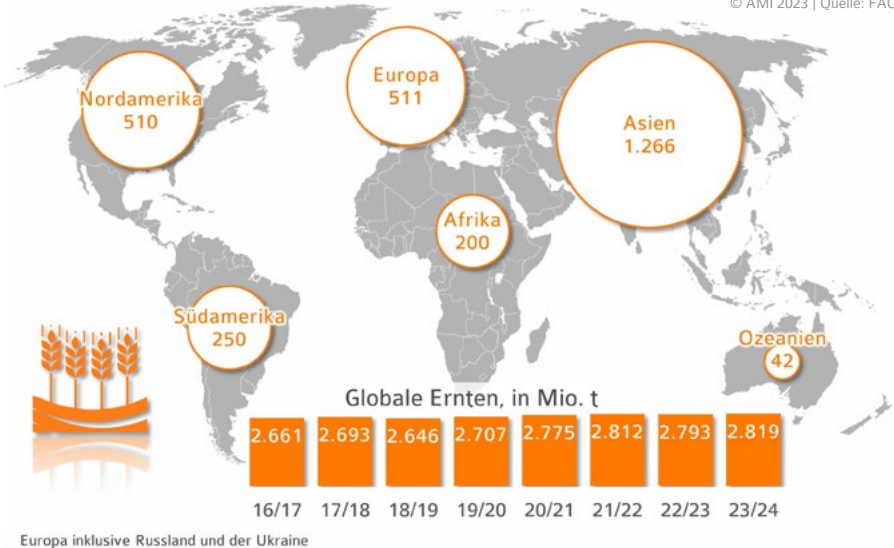 © AMI 2023 | Quelle: FAO
Nordamerika
510
Europa
511
Asien
1.266
Afrika
200
Südamerika
250
Ozeanien
42
Globale Ernten, in Mio. t
2.661 2.693 2.646 2.707 2.775 2.812 2.793 2.819
16/17 17/18 18/19 19/20 20/21 21/22 22/23 23/24
Europa inklusive Russland und der Ukraine